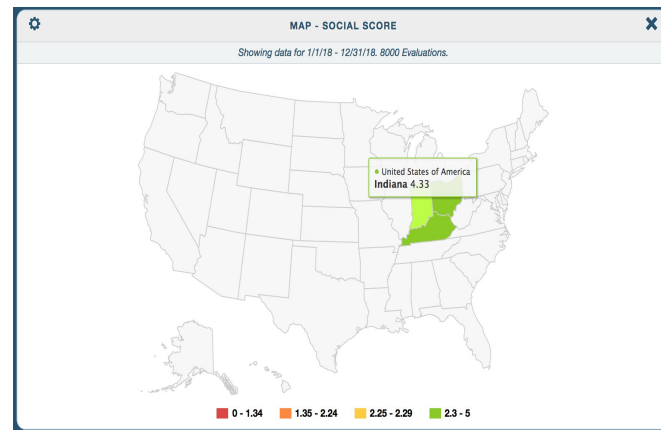 MAP - SOCIAL SCORE
Showing data for 1/1/18 - 12/31/18. 8000 Evaluations.
United States of America
Indiana 4.33
0 - 1.34
1.35 - 2.24
2.25 - 2.29
2.3 - 5